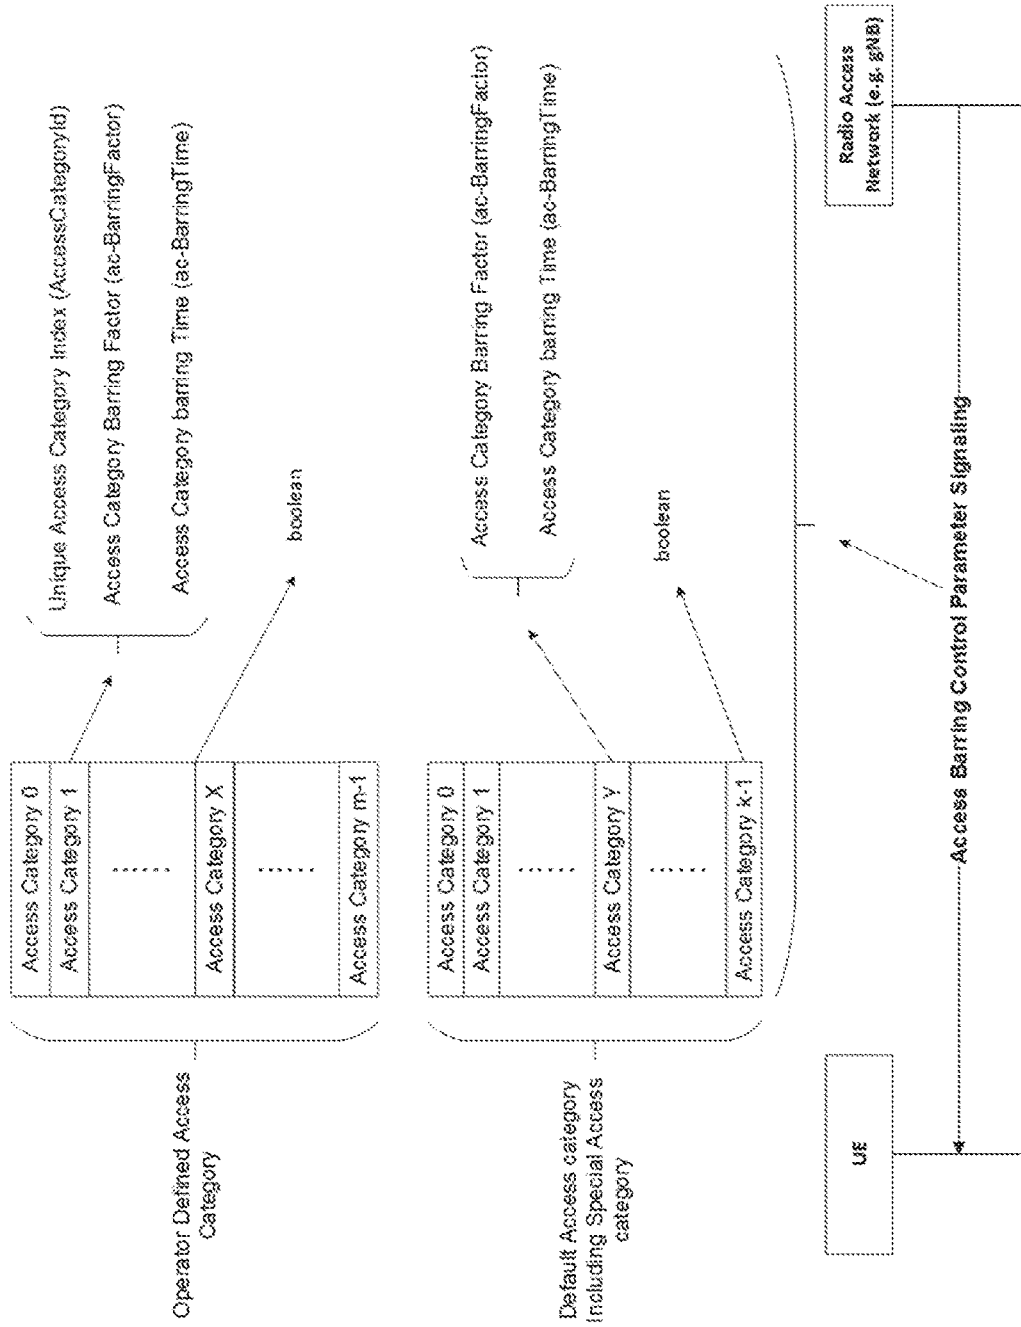 Operator Defined Access
Category
Access Category 0
Access Category 1
......
Access Category X
......
Access Category m-1
Unique Access Category Index (AccessCategoryId)
Access Category Barring Factor (ac-BarringFactor)
Access Category barring Time (ac-BarringTime)
boolean
Default Access category
Including Special Access
category
Access Category 0
Access Category 1
......
Access Category Y
......
Access Category k-1
Access Category Barring Factor (ac-BarringFactor)
Access Category barring Time (ac-BarringTime)
boolean
UE
Radio Access
Network (e.g. gNB)
Access Barring Control Parameter Signaling